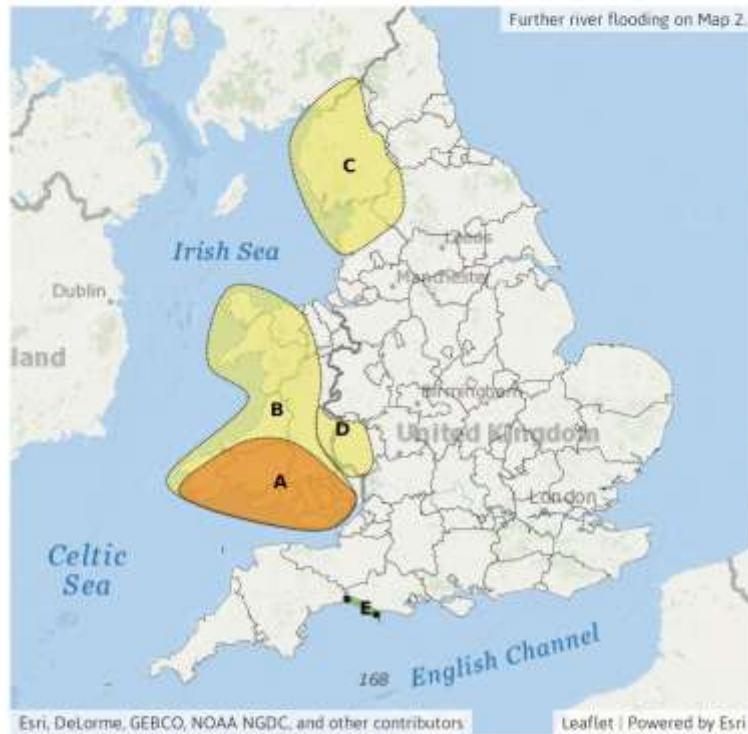 Further river flooding on Map 2.
C
Leeds
Irish Sea
Manchester
Dublin
land
B
Birmingham
D
United Kingdom
A
London
Celtic
Sea
E
English Channel
168
Esri, DeLorme, GEBCO, NOAA NGDC, and other contributors
Leaflet | Powered by Esri